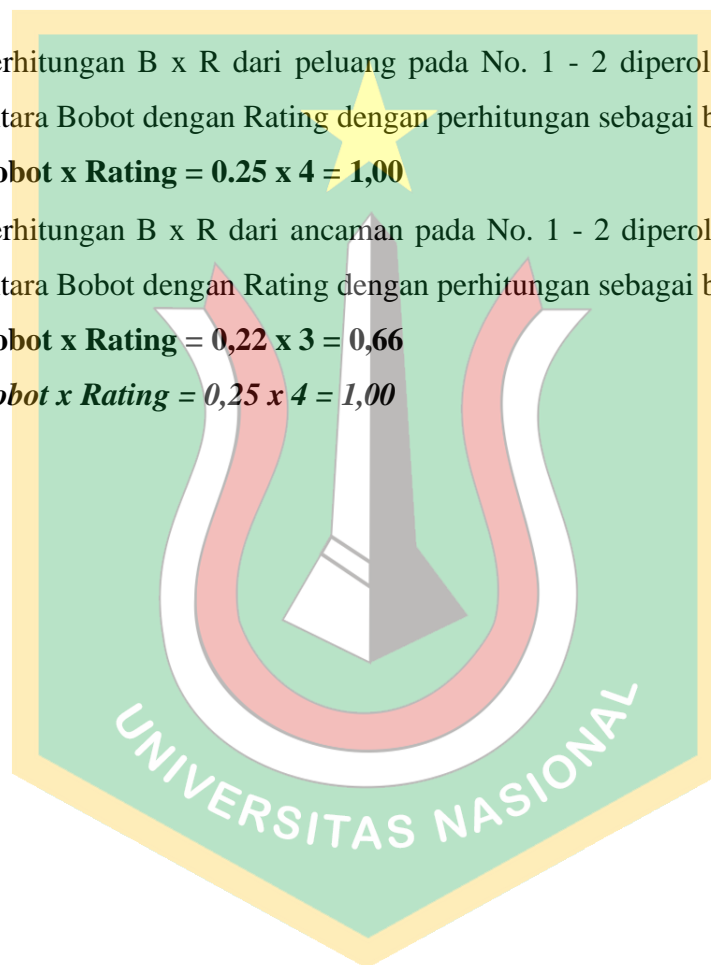 erhitungan B x R dari peluang pada No. 1 - 2 diperol
tara Bobot dengan Rating dengan perhitungan sebagai b
obot x Rating = 0.25 x 4 = 1,00
erhitungan B x R dari ancaman pada No. 1 - 2 diperol
tara Bobot dengan Rating dengan perhitungan sebagai b
obot x Rating = 0,22 x 3 = 0,66
obot x Rating = 0,25 x 4 = 1,00
UNIVERSITAS NASIONAL